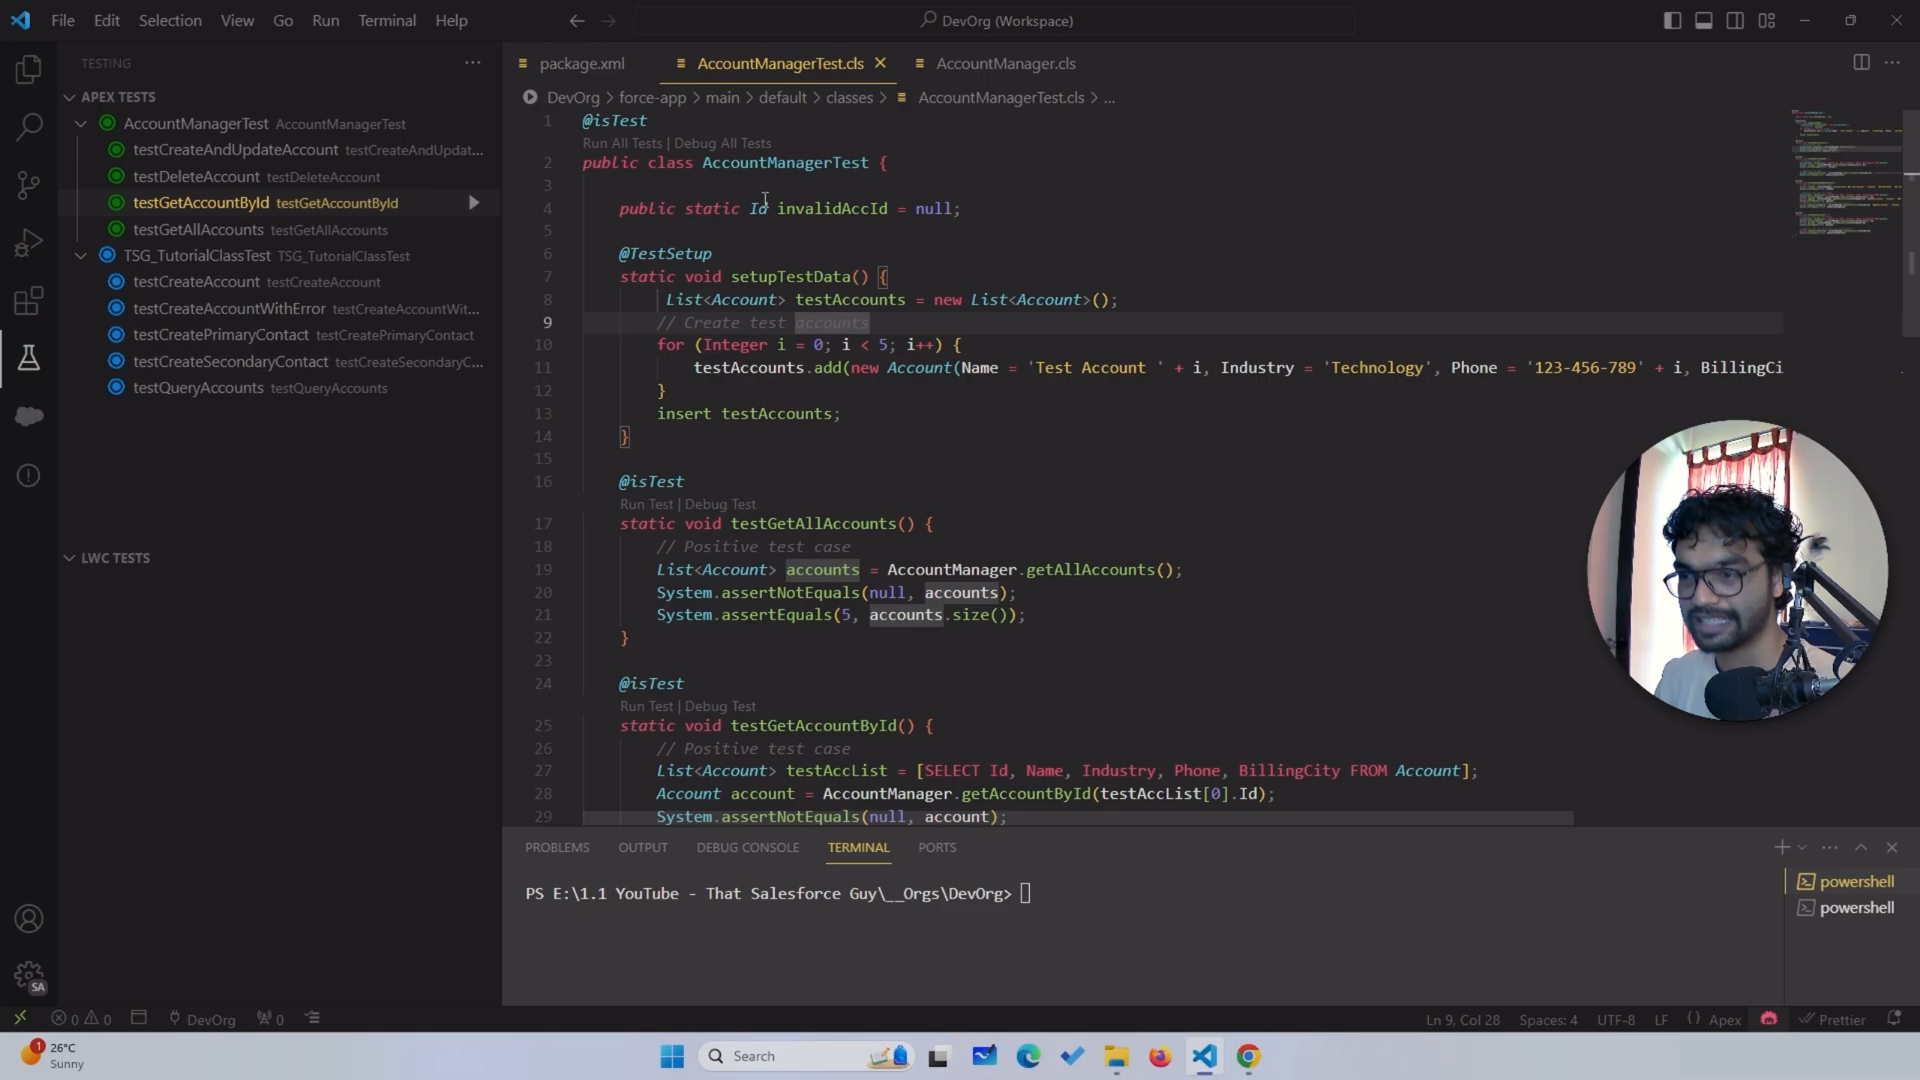 File Edit Selection View Go Run Terminal Help
DevOrg (Workspace)
TESTING
APEX TESTS
AccountManagerTest AccountManagerTest
testCreateAndUpdateAccount testCreateAndUpdat...
testDeleteAccount testDeleteAccount
testGetAccountById testGetAccountById
testGetAllAccounts testGetAllAccounts
TSG_TutorialClassTest TSG_TutorialClassTest
testCreateAccount testCreateAccount
testCreateAccountWithError testCreateAccountWit...
testCreatePrimaryContact testCreatePrimaryContact
testCreateSecondaryContact testCreateSecondaryC...
testQueryAccounts testQueryAccounts
LWC TESTS
package.xml AccountManagerTest.cls AccountManager.cls
DevOrg > force-app > main > default > classes > AccountManagerTest.cls > ...
1 @isTest
Run All Tests | Debug All Tests
2 public class AccountManagerTest {
3
4 public static Id invalidAccId = null;
5
6 @TestSetup
7 static void setupTestData() {
8 List<Account> testAccounts = new List<Account>();
9 // Create test accounts
10 for (Integer i = 0; i < 5; i++) {
11 testAccounts.add(new Account(Name = 'Test Account ' + i, Industry = 'Technology', Phone = '123-456-789' + i, BillingCi
12 }
13 insert testAccounts;
14 }
15
16 @isTest
Run Test | Debug Test
17 static void testGetAllAccounts() {
18 // Positive test case
19 List<Account> accounts = AccountManager.getAllAccounts();
20 System.assertNotEquals(null, accounts);
21 System.assertEquals(5, accounts.size());
22 }
23
24 @isTest
Run Test | Debug Test
25 static void testGetAccountById() {
26 // Positive test case
27 List<Account> testAccList = [SELECT Id, Name, Industry, Phone, BillingCity FROM Account];
28 Account account = AccountManager.getAccountById(testAccList[0].Id);
29 System.assertNotEquals(null, account);
PROBLEMS OUTPUT DEBUG CONSOLE TERMINAL PORTS
PS E:\1.1 YouTube - That Salesforce Guy\__Orgs\DevOrg>
powershell
powershell
SA
0 0 DevOrg 0
Ln 9, Col 28 Spaces: 4 UTF-8 LF {} Apex Prettier
1 26°C
Sunny
Search